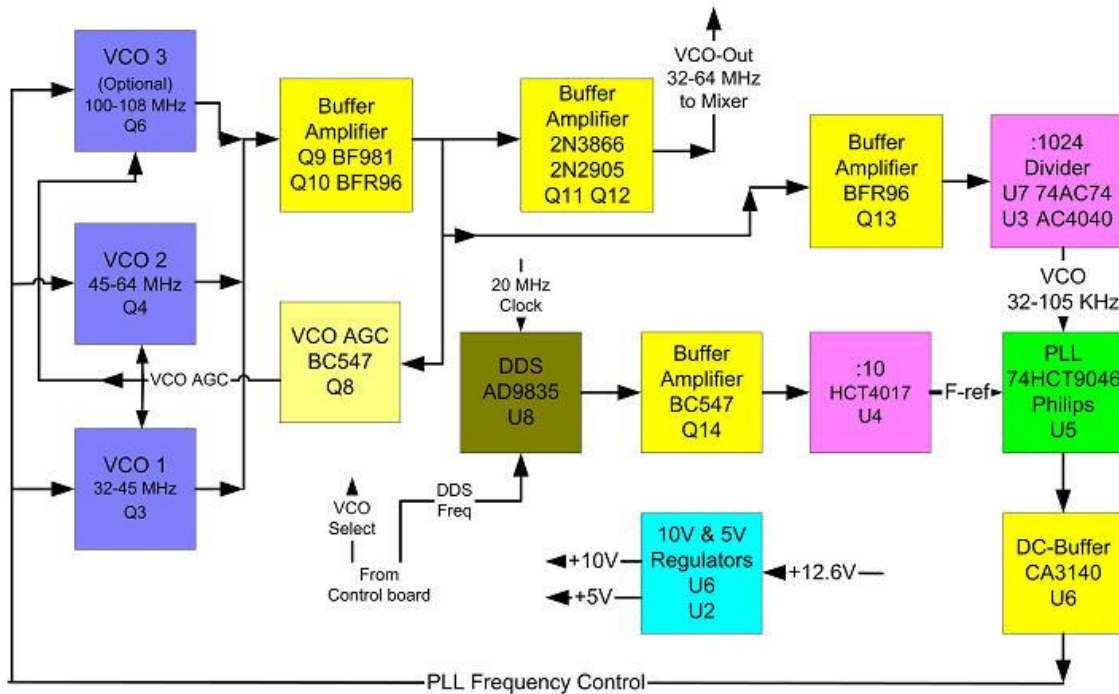 VCO 3
(Optional)
100-108 MHz
Q6
Buffer
Amplifier
Q9 BF981
Q10 BFR96
Buffer
Amplifier
2N3866
2N2905
Q11 Q12
VCO-Out
32-64 MHz
to Mixer
Buffer
Amplifier
BFR96
Q13
:1024
Divider
U7 74AC74
U3 AC4040
VCO 2
45-64 MHz
Q4
VCO AGC
VCO AGC
BC547
Q8
20 MHz
Clock
DDS
AD9835
U8
Buffer
Amplifier
BC547
Q14
:10
HCT4017
U4
F-ref
VCO
32-105 KHz
PLL
74HCT9046
Philips
U5
VCO 1
32-45 MHz
Q3
VCO
Select
DDS
Freq
From
Control board
+10V
+5V
10V & 5V
Regulators
U6
U2
+12.6V
DC-Buffer
CA3140
U6
PLL Frequency Control